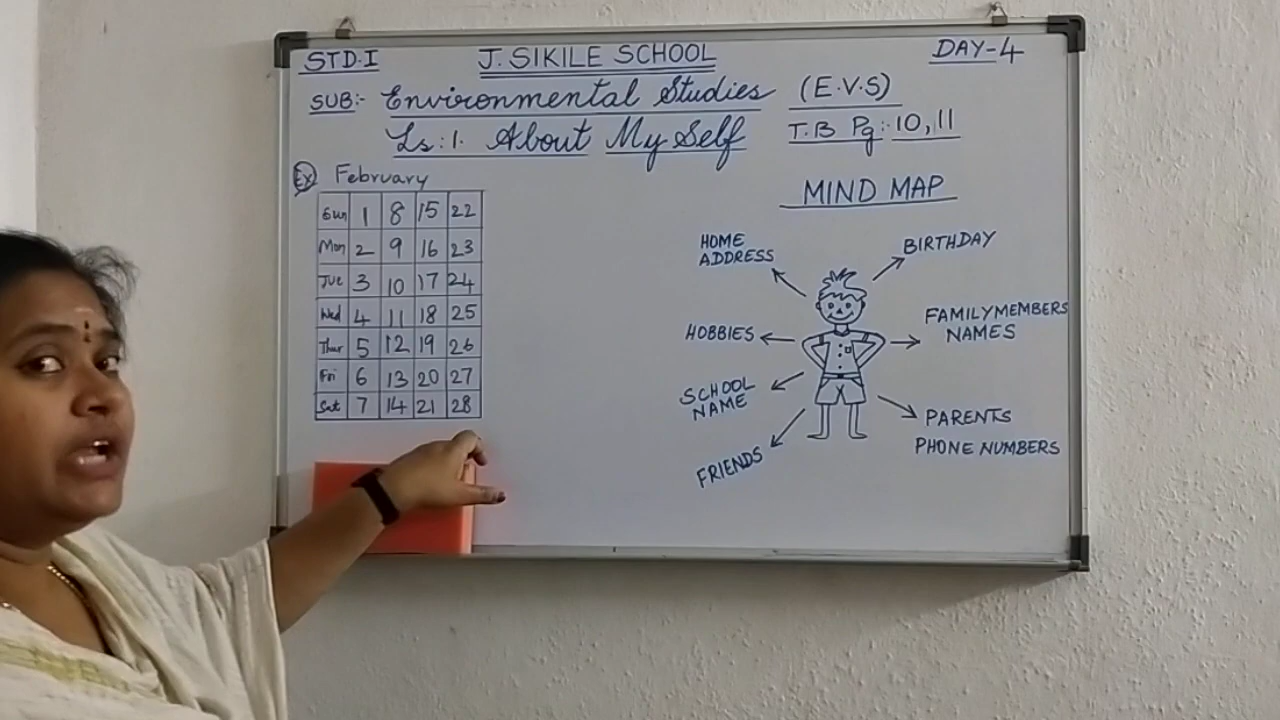 STD.I J. SIKILE SCHOOL DAY-4
SUB:- Environmental Studies (E.V.S)
Ls:1. About My Self T.B Pg:-10,11
Ex February
Sun 1 8 15 22
Mon 2 9 16 23
Tue 3 10 17 24
Wed 4 11 18 25
Thur 5 12 19 26
Fri 6 13 20 27
Sat 7 14 21 28
MIND MAP
HOME
ADDRESS
BIRTHDAY
HOBBIES
FAMILYMEMBERS
NAMES
SCHOOL
NAME
PARENTS
PHONE NUMBERS
FRIENDS